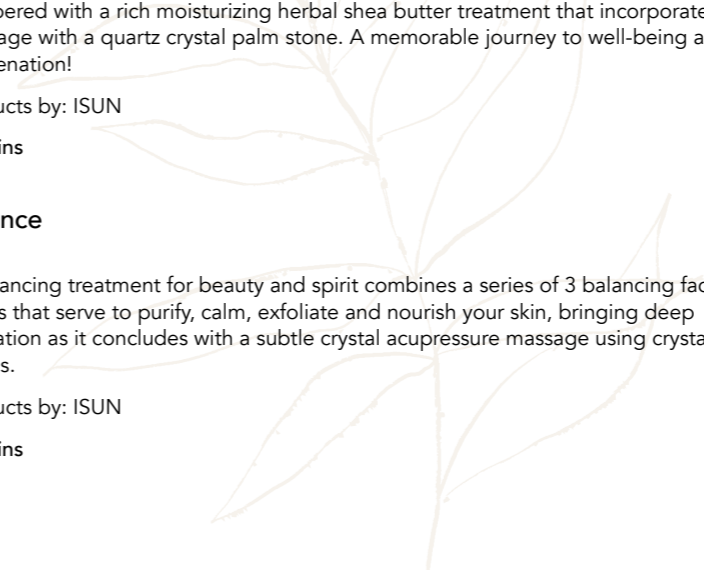 pered with a rich moisturizing herbal shea butter treatment that incorporate
age with a quartz crystal palm stone. A memorable journey to well-being a
enation!
ucts by: ISUN
ins
nce
ancing treatment for beauty and spirit combines a series of 3 balancing fac
s that serve to purify, calm, exfoliate and nourish your skin, bringing deep
ation as it concludes with a subtle crystal acupressure massage using crysta
s.
ucts by: ISUN
ins